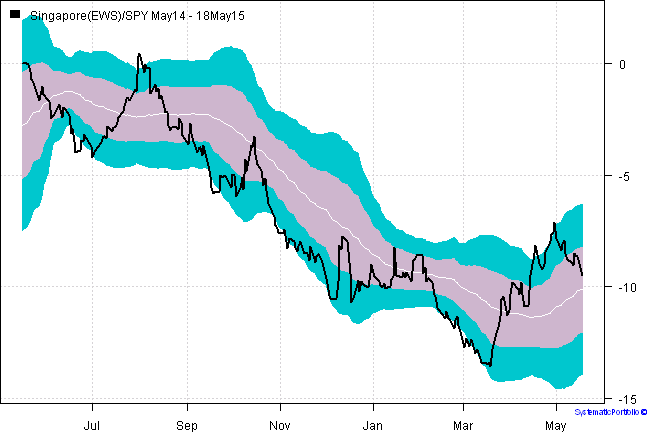 Singapore(EWS)/SPY May14 - 18May15
0
-5
-10
-15
SystematicPortfolio ©
Jul Sep Nov Jan Mar May